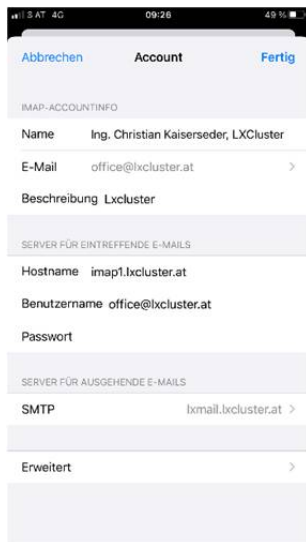 S AT 4G 09:26 49 %
Abbrechen Account Fertig
IMAP-ACCOUNTINFO
Name Ing. Christian Kaiserseder, LXCluster
E-Mail office@lxcluster.at
Beschreibung Lxcluster
SERVER FÜR EINTREFFENDE E-MAILS
Hostname imap1.lxcluster.at
Benutzername office@lxcluster.at
Passwort
SERVER FÜR AUSGEHENDE E-MAILS
SMTP lxmail.lxcluster.at
Erweitert